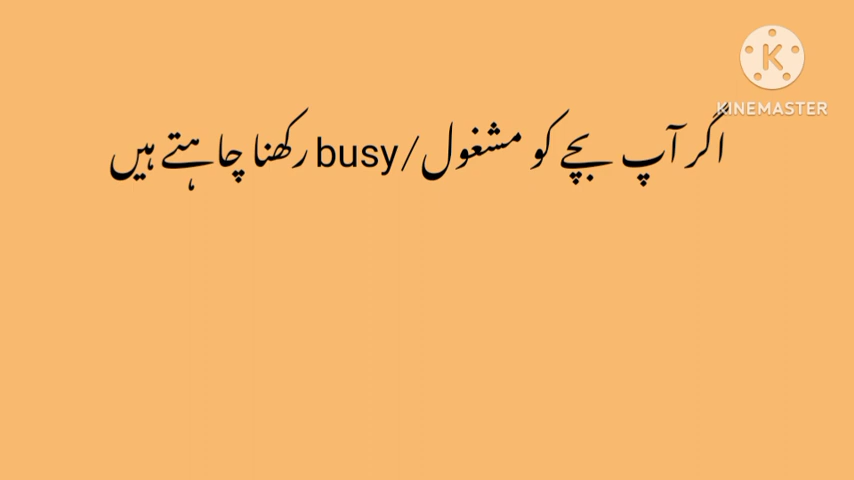 KINEMASTER
اگر آپ بچے کو مشغول/busy رکھنا چاہتے ہیں